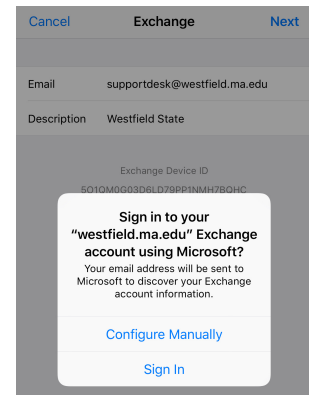 Cancel Exchange Next
Email supportdesk@westfield.ma.edu
Description Westfield State
Exchange Device ID
5O1QM0G03D6LD79PP1NMH7BQHC
Sign in to your
“westfield.ma.edu” Exchange
account using Microsoft?
Your email address will be sent to
Microsoft to discover your Exchange
account information.
Configure Manually
Sign In